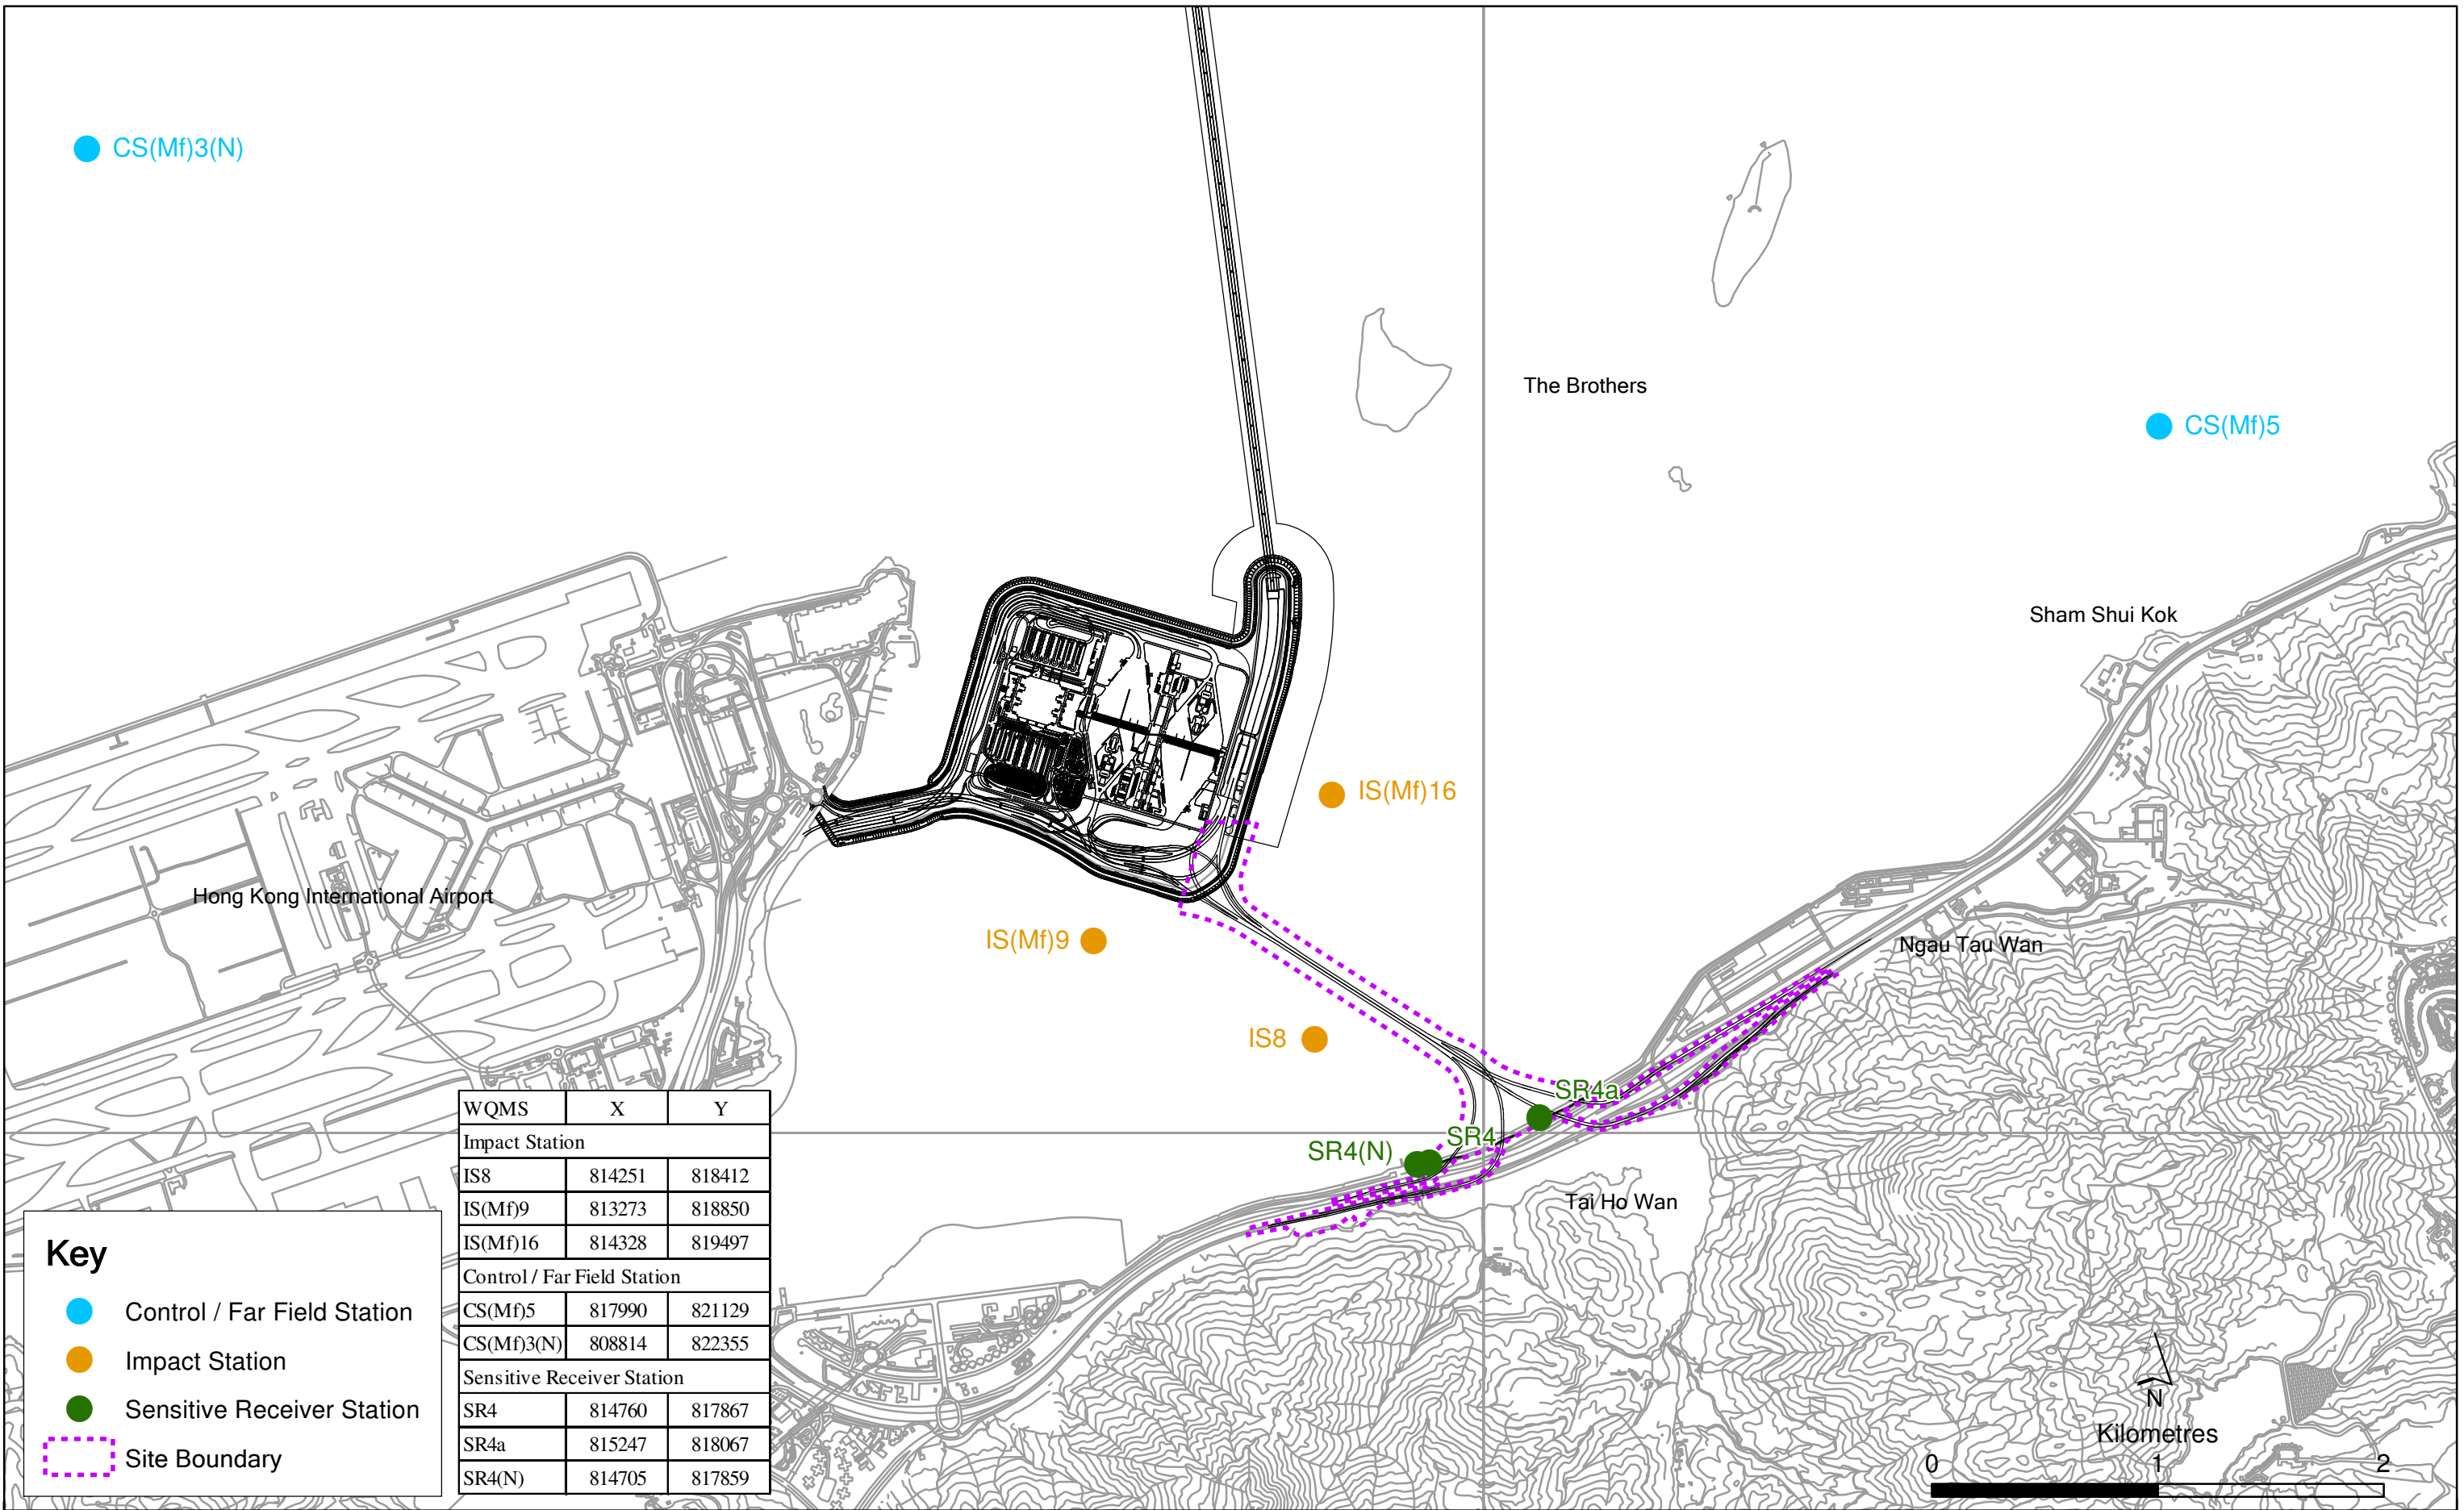 CS(Mf)3(N)
The Brothers
CS(Mf)5
Sham Shui Kok
IS(Mf)16
Hong Kong International Airport
IS(Mf)9
Ngau Tau Wan
IS8
SR4a
SR4
SR4(N)
Tai Ho Wan
WQMS X Y
Impact Station
IS8 814251 818412
IS(Mf)9 813273 818850
IS(Mf)16 814328 819497
Control / Far Field Station
CS(Mf)5 817990 821129
CS(Mf)3(N) 808814 822355
Sensitive Receiver Station
SR4 814760 817867
SR4a 815247 818067
SR4(N) 814705 817859
Key
Control / Far Field Station
Impact Station
Sensitive Receiver Station
Site Boundary
N
Kilometres
0 1 2